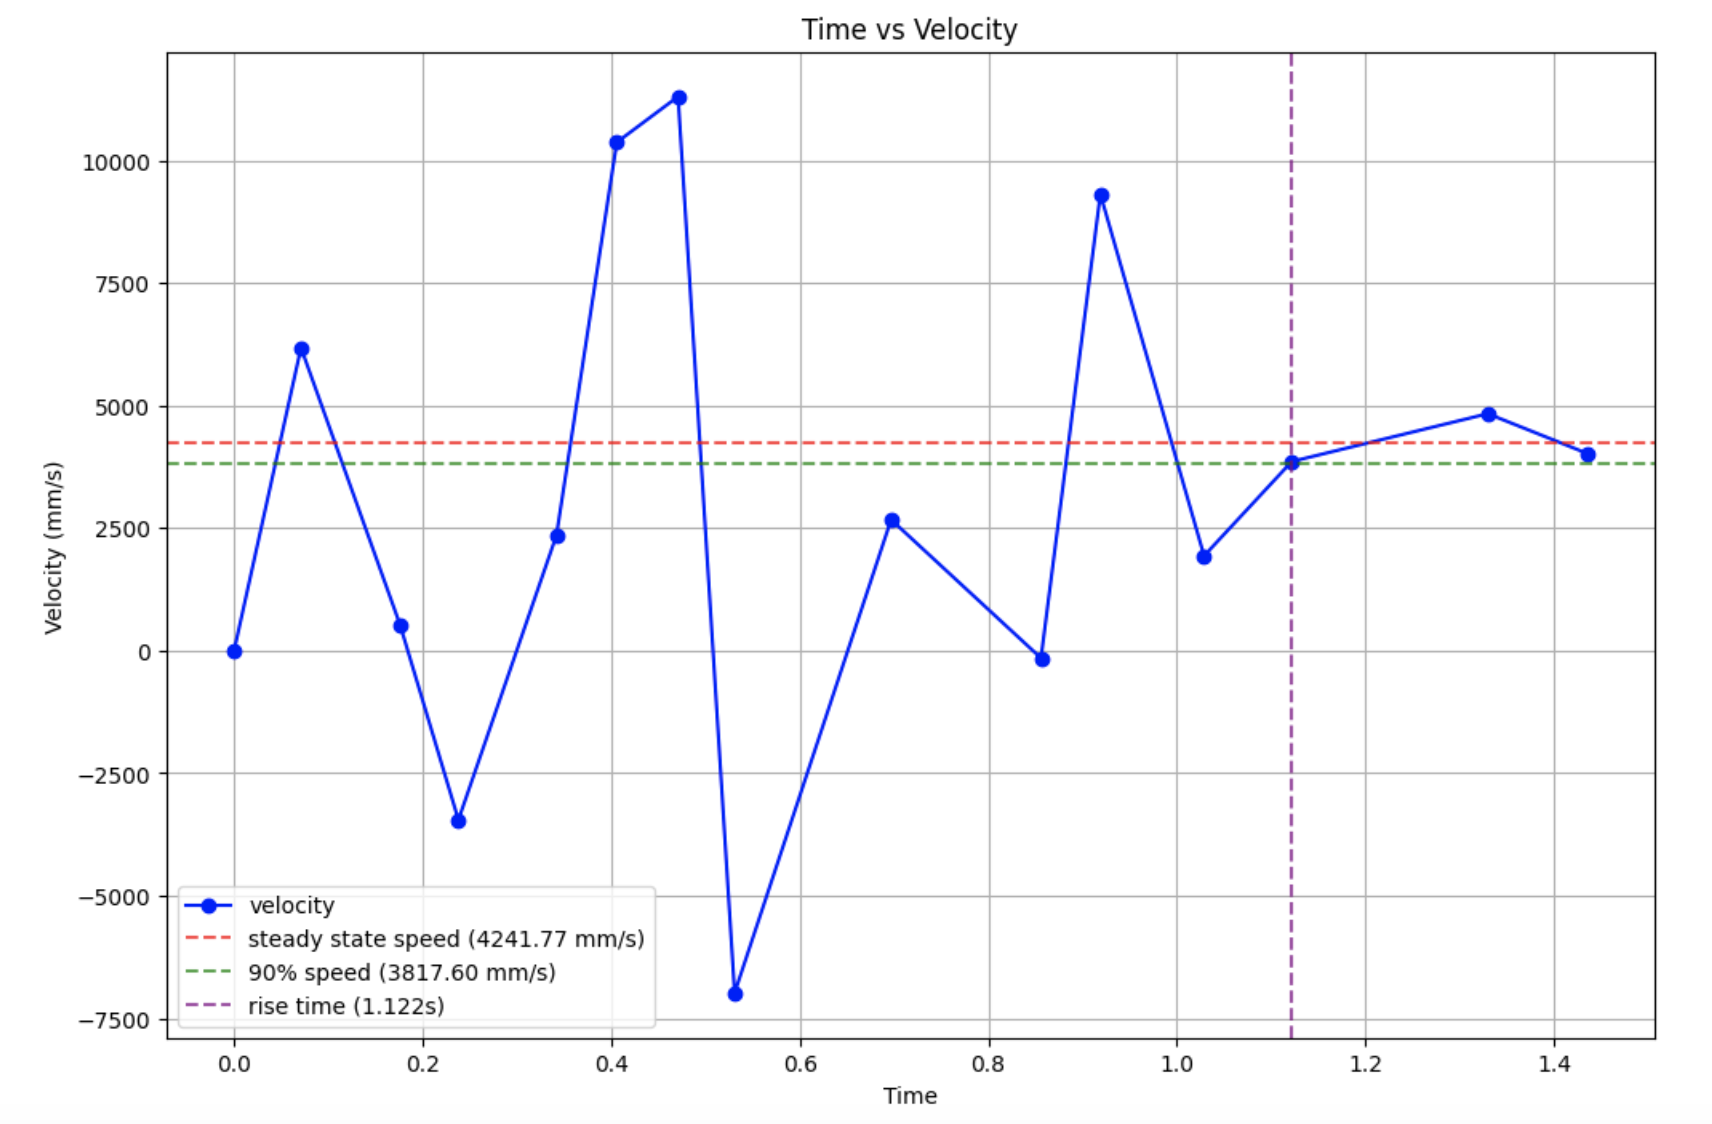 Time vs Velocity
10000
7500
5000
2500
0
−2500
−5000
−7500
Velocity (mm/s)
velocity
steady state speed (4241.77 mm/s)
90% speed (3817.60 mm/s)
rise time (1.122s)
0.0 0.2 0.4 0.6 0.8 1.0 1.2 1.4
Time